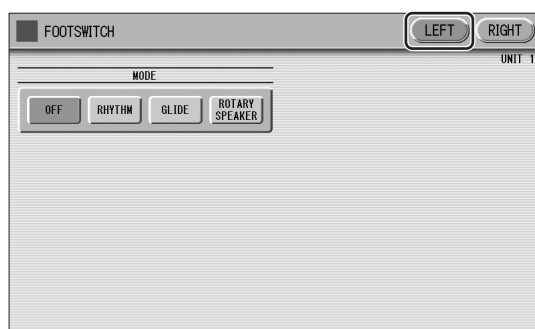 FOOTSWITCH LEFT RIGHT
UNIT 1
MODE
OFF RHYTHM GLIDE ROTARY SPEAKER